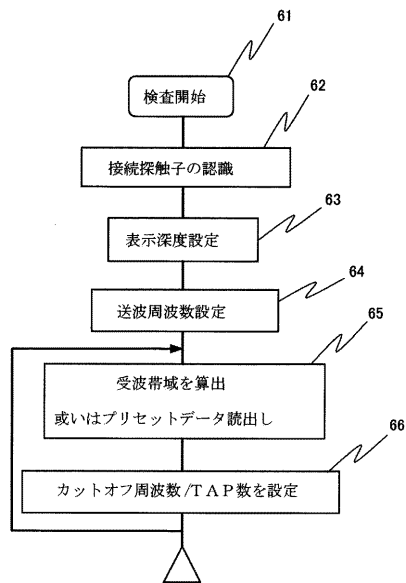 61
検査開始
62
接続探触子の認識
63
表示深度設定
64
送波周波数設定
65
受波帯域を算出
或いはプリセットデータ読出し
66
カットオフ周波数/TAP数を設定